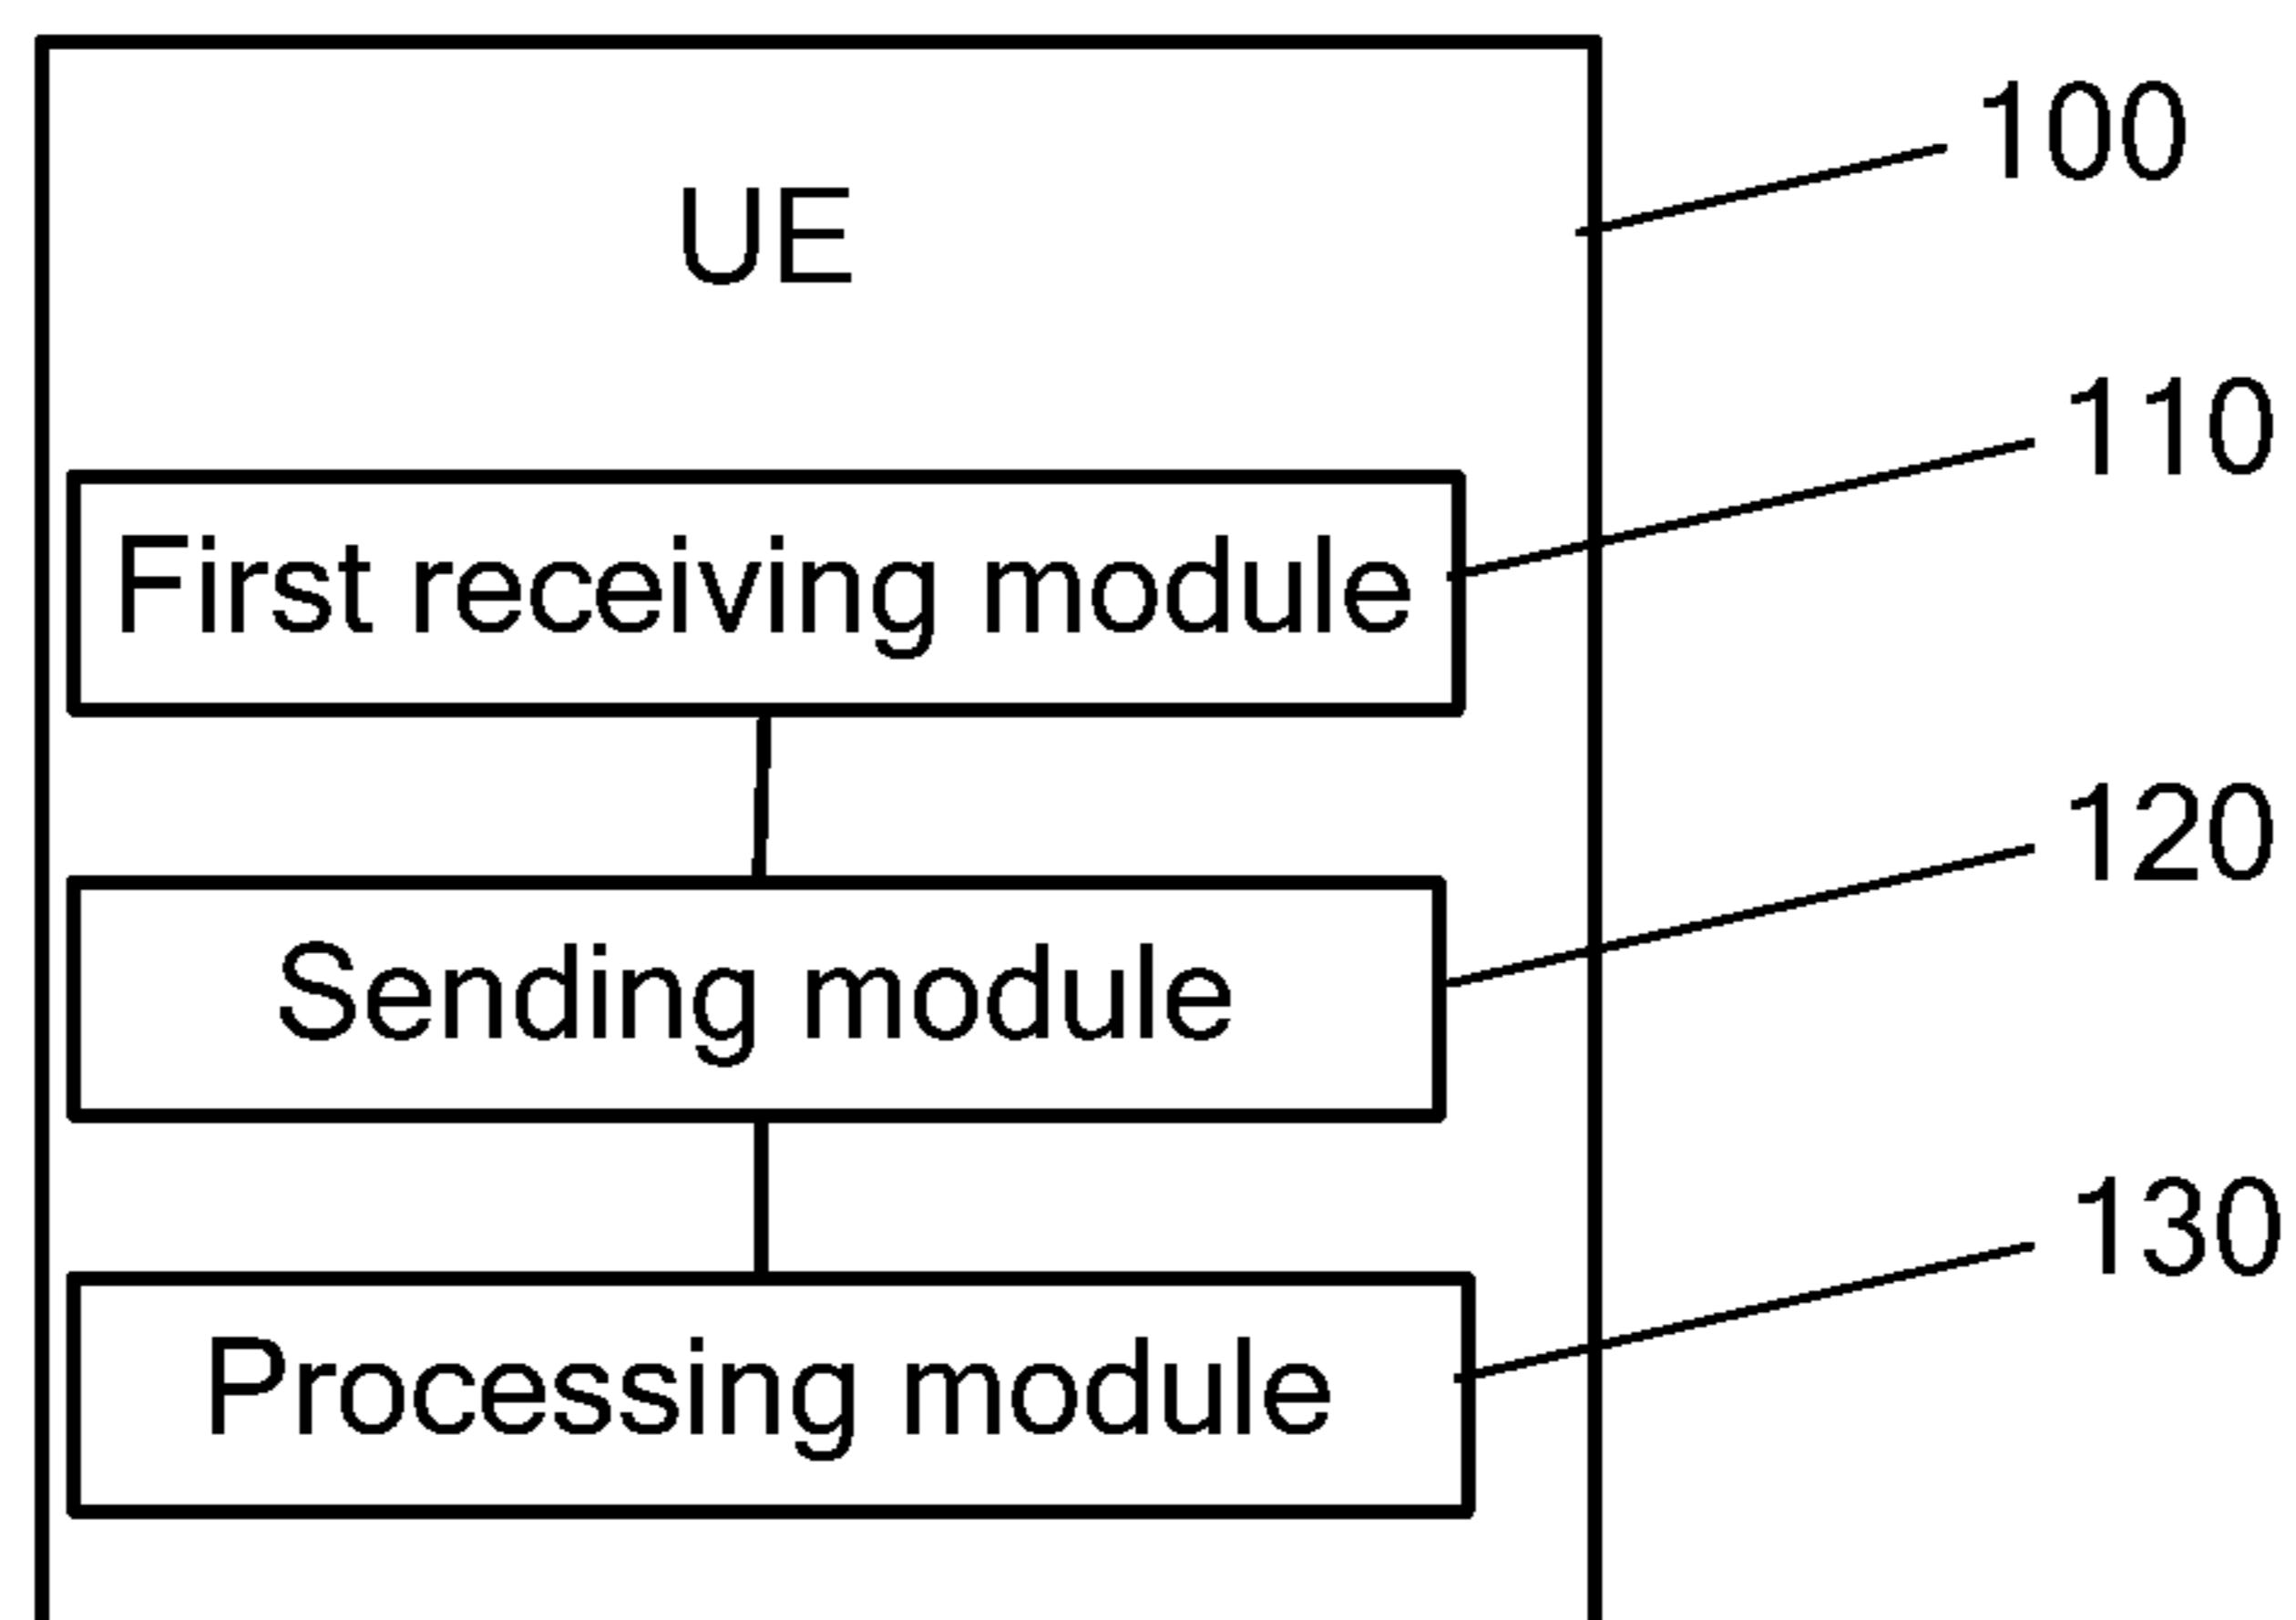 UE
100
First receiving module
110
Sending module
120
Processing module
130